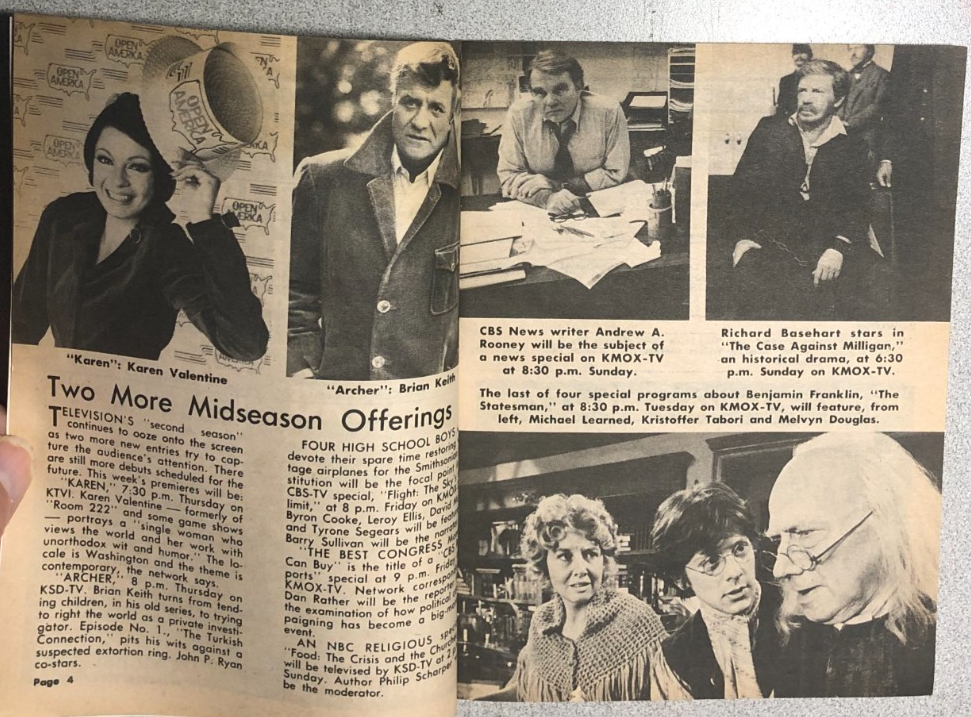 OPEN AMERICA
OPEN AMERICA
OPEN AMERICA
OPEN AMERICA
OPEN AMERICA
"Karen": Karen Valentine
"Archer": Brian Keith
Two More Midseason Offerings
TELEVISION'S "second season"
continues to ooze onto the screen
as two more new entries try to cap-
ture the audience's attention. There
are still more debuts scheduled for the
future. This week's premieres will be:
"KAREN," 7:30 p.m. Thursday on
KTVI. Karen Valentine — formerly of
"Room 222" and some game shows
— portrays a "single woman who
views the world and her work with
unorthodox wit and humor." The lo-
cale is Washington and the theme is
contemporary, the network says.
"ARCHER," 8 p.m. Thursday on
KSD-TV. Brian Keith turns from tend-
ing children, in his old series, to trying
to right the world as a private investi-
gator. Episode No. 1., "The Turkish
Connection," pits his wits against a
suspected extortion ring. John P. Ryan
co-stars.
Page 4
FOUR HIGH SCHOOL BOYS
devote their spare time restoring
tage airplanes for the Smithsonian
stitution will be the focal point
CBS-TV special, "Flight: The Sky's
limit," at 8 p.m. Friday on KMOX
Byron Cooke, Leroy Ellis, David
and Tyrone Segears will be
Barry Sullivan will be the
"THE BEST CONGRESS
Can Buy" is the title of a "CBS
ports" special at 9 p.m. Friday
KMOX-TV. Network
Dan Rather will be the reporter
the examination of how political
paigning has become a big
event.
AN NBC RELIGIOUS
"Food: The Crisis and the
will be televised by KSD-TV at
Sunday. Author Philip Scharper
be the moderator.
CBS News writer Andrew A.
Rooney will be the subject of
a news special on KMOX-TV
at 8:30 p.m. Sunday.
Richard Basehart stars in
"The Case Against Milligan,"
an historical drama, at 6:30
p.m. Sunday on KMOX-TV.
The last of four special programs about Benjamin Franklin, "The
Statesman," at 8:30 p.m. Tuesday on KMOX-TV, will feature, from
left, Michael Learned, Kristoffer Tabori and Melvyn Douglas.